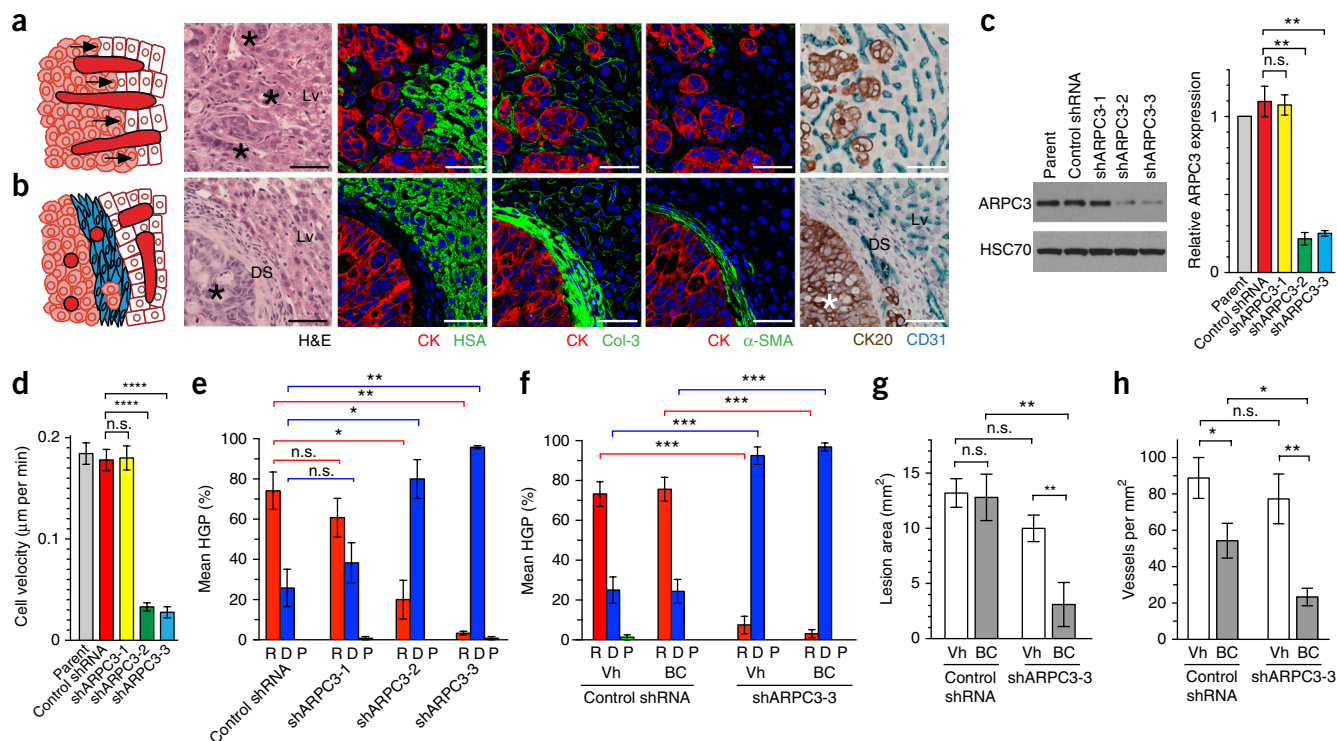 a
*
*
*
Lv
b
*
DS
Lv
*
DS
Lv
H&E
CK HSA
CK Col-3
CK α-SMA
CK20 CD31
c
Parent
Control shRNA
shARPC3-1
shARPC3-2
shARPC3-3
ARPC3
HSC70
Relative ARPC3 expression
**
**
n.s.
1
0
Parent
Control shRNA
shARPC3-1
shARPC3-2
shARPC3-3
d
Cell velocity (μm per min)
****
****
n.s.
0.2
0.1
0
Parent
Control shRNA
shARPC3-1
shARPC3-2
shARPC3-3
e
Mean HGP (%)
**
**
*
*
n.s.
n.s.
100
80
60
40
20
0
R D P R D P R D P R D P
Control shRNA
shARPC3-1
shARPC3-2
shARPC3-3
f
Mean HGP (%)
***
***
***
***
100
80
60
40
20
0
R D P R D P R D P R D P
Vh BC Vh BC
Control shRNA shARPC3-3
g
Lesion area (mm²)
**
n.s.
n.s.
**
15
10
5
0
Vh BC Vh BC
Control shRNA
shARPC3-3
h
Vessels per mm²
*
n.s.
*
**
100
80
60
40
20
0
Vh BC Vh BC
Control shRNA
shARPC3-3